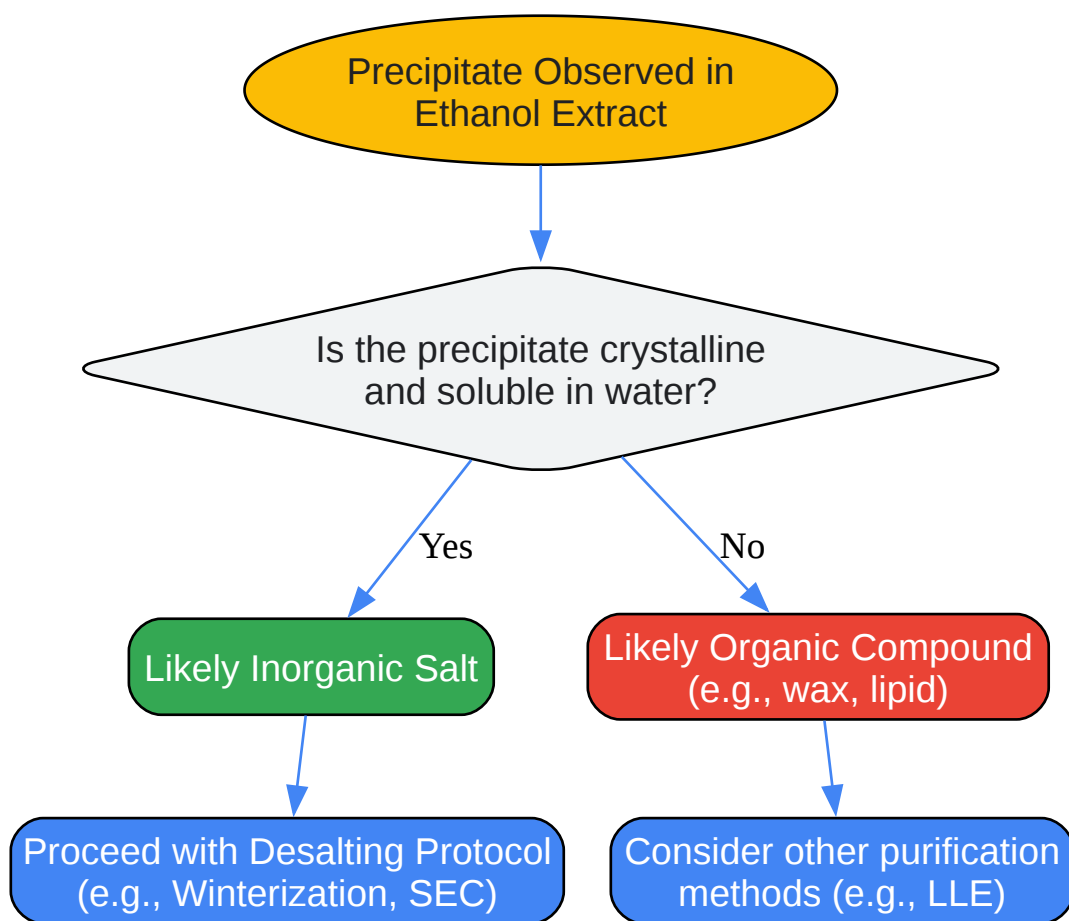 Precipitate Observed in
Ethanol Extract
Is the precipitate crystalline
and soluble in water?
Yes
No
Likely Inorganic Salt
Likely Organic Compound
(e.g., wax, lipid)
Proceed with Desalting Protocol
(e.g., Winterization, SEC)
Consider other purification
methods (e.g., LLE)